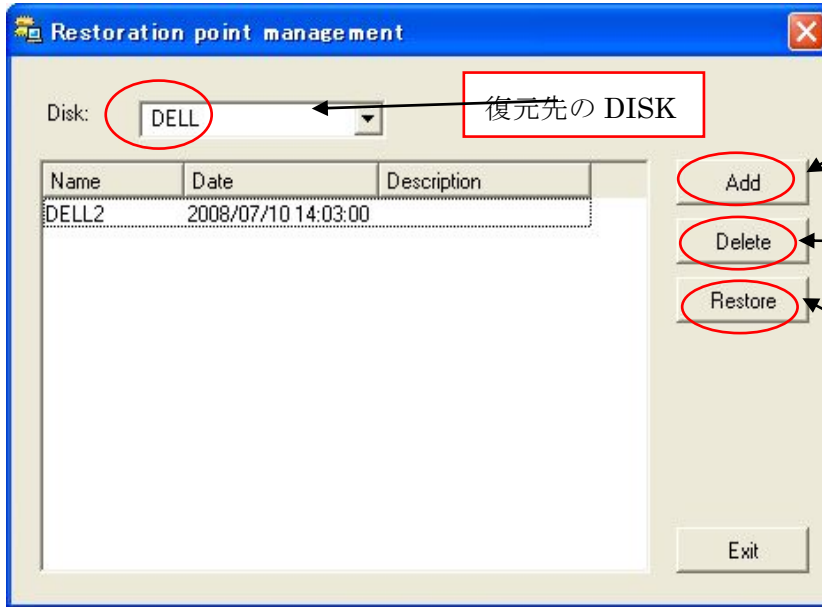 Restoration point management
Disk: DELL
復元先の DISK
Name Date Description
DELL2 2008/07/10 14:03:00
Add
Delete
Restore
Exit